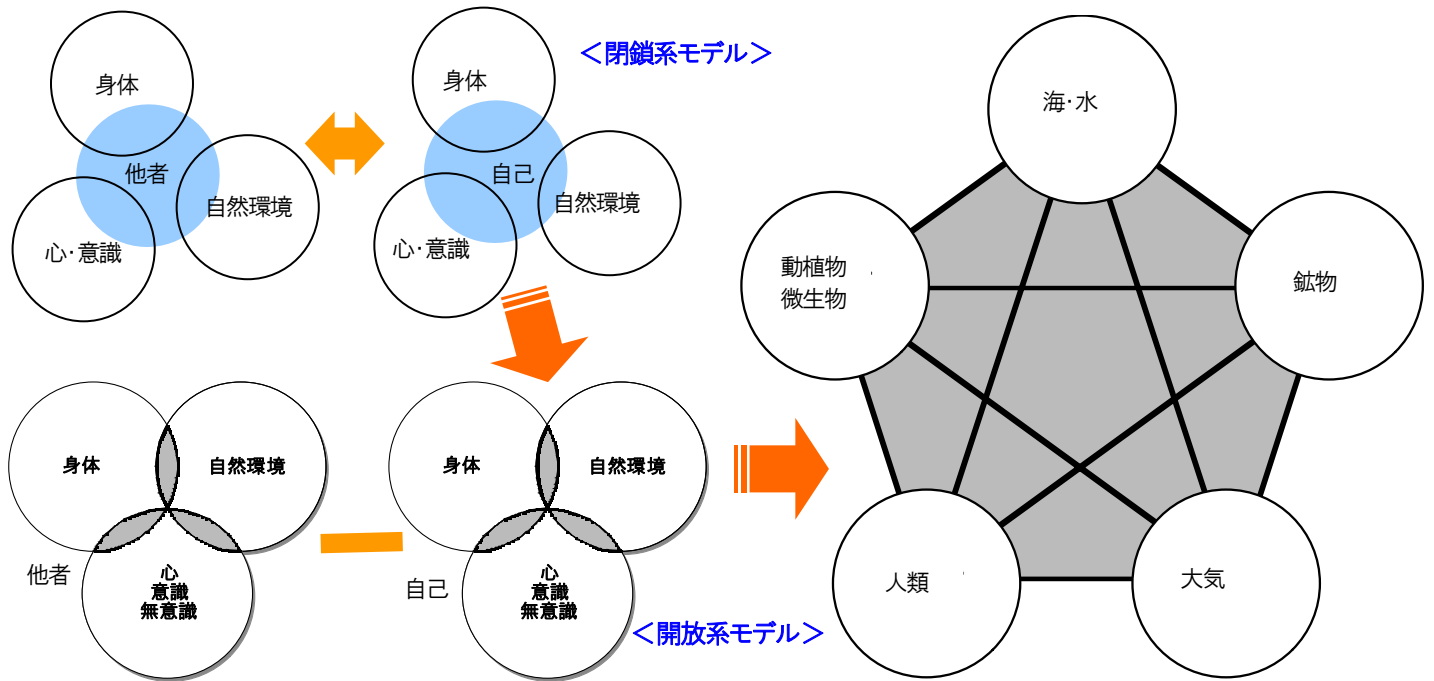 身体
他者
自然環境
心・意識
身体
自己
自然環境
心・意識
＜閉鎖系モデル＞
身体
自然環境
他者
心
意識
無意識
身体
自然環境
自己
心
意識
無意識
＜開放系モデル＞
海・水
動植物
微生物
鉱物
人類
大気